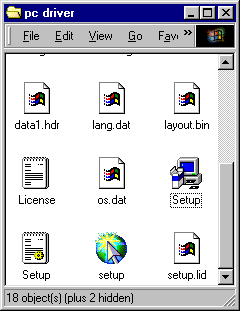 pc driver
File Edit View Go Fav »
data1.hdr lang.dat layout.bin
License os.dat Setup
Setup setup setup.lid
18 object(s) (plus 2 hidden)